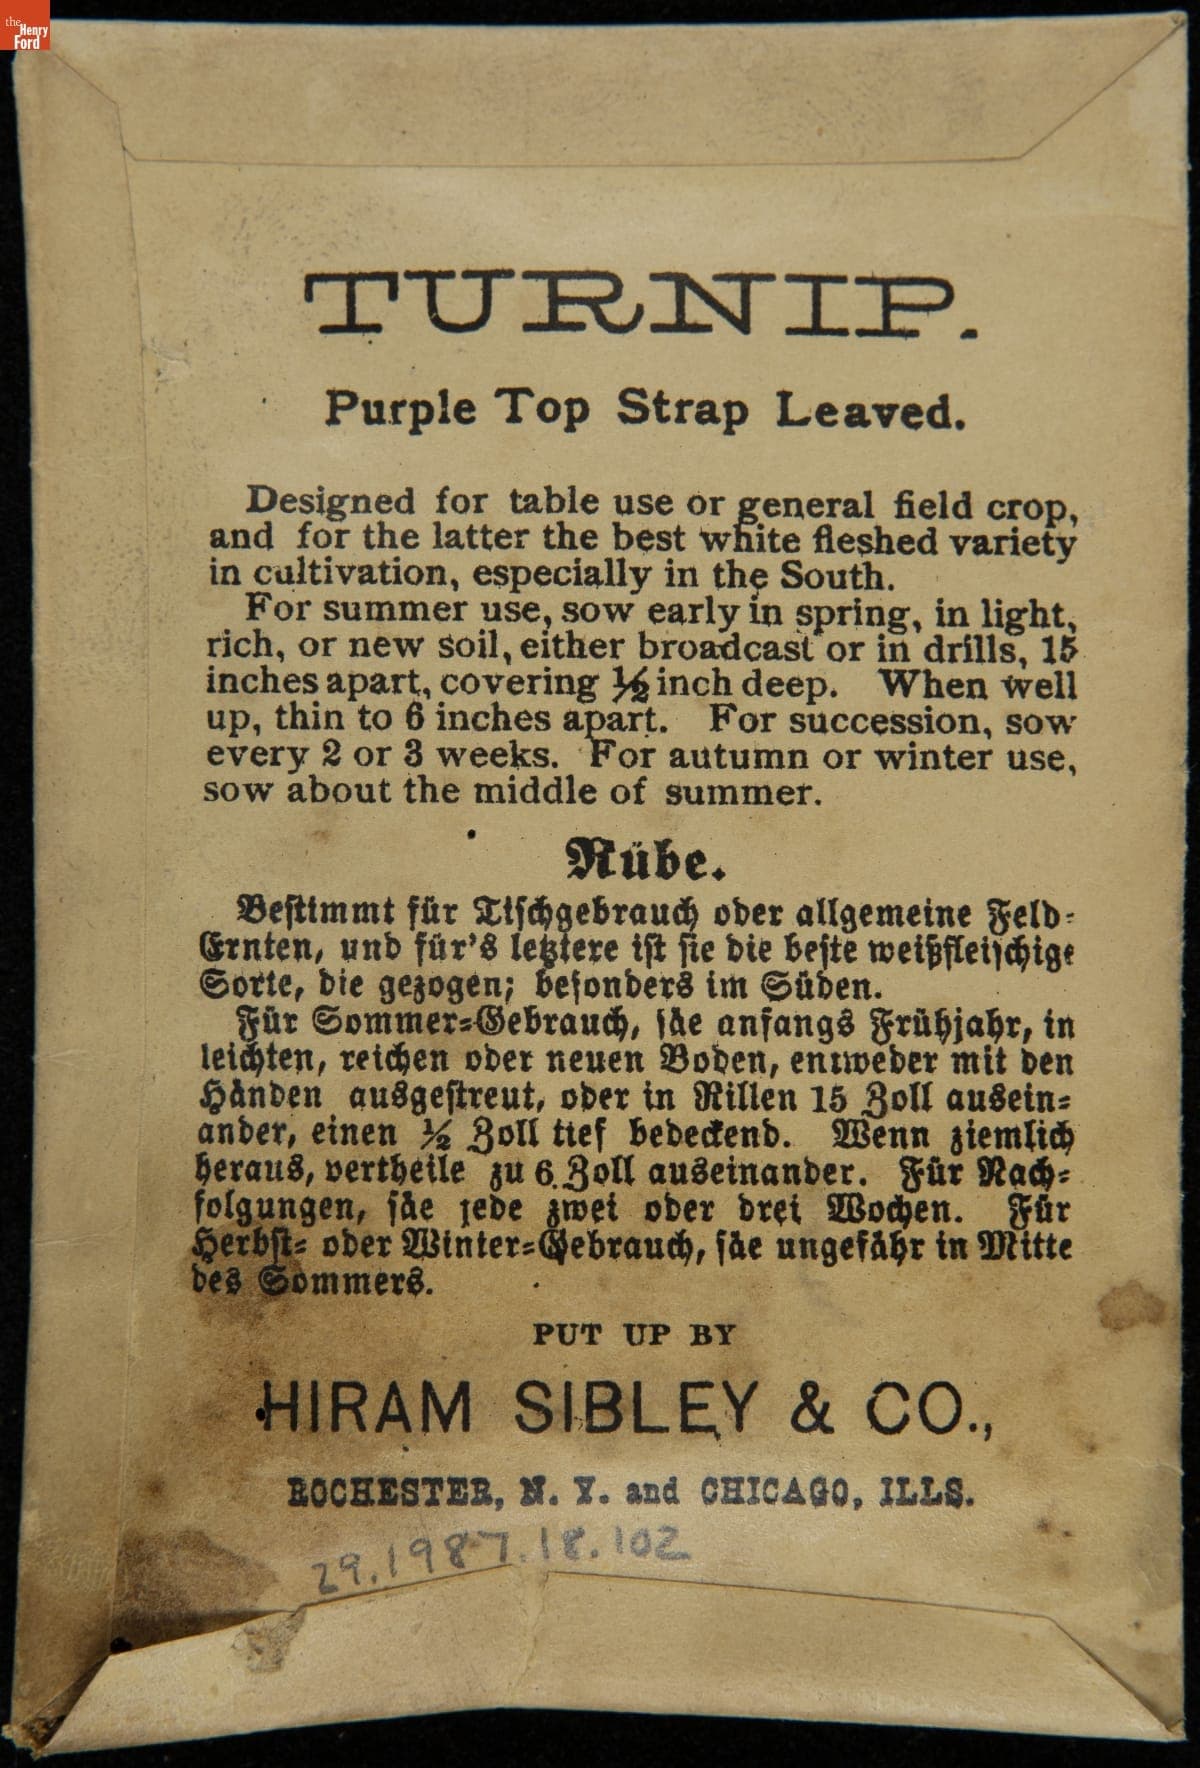 the
Henry
Ford
TURNIP.
Purple Top Strap Leaved.
Designed for table use or general field crop,
and for the latter the best white fleshed variety
in cultivation, especially in the South.
For summer use, sow early in spring, in light,
rich, or new soil, either broadcast or in drills, 15
inches apart, covering ½ inch deep. When well
up, thin to 6 inches apart. For succession, sow
every 2 or 3 weeks. For autumn or winter use,
sow about the middle of summer.
Rübe.
Bestimmt für Tischgebrauch oder allgemeine Feld-
Ernten, und für's letztere ist sie die beste weißfleischige
Sorte, die gezogen; besonders im Süden.
Für Sommer-Gebrauch, säe anfangs Frühjahr, in
leichten, reichen oder neuen Boden, entweder mit den
Händen ausgestreut, oder in Rillen 15 Zoll ausein-
ander, einen ½ Zoll tief bedeckend. Wenn ziemlich
heraus, vertheile zu 6 Zoll auseinander. Für Nach-
folgungen, säe jede zwei oder drei Wochen. Für
Herbst- oder Winter-Gebrauch, säe ungefähr in Mitte
des Sommers.
PUT UP BY
HIRAM SIBLEY & CO.,
ROCHESTER, N. Y. and CHICAGO, ILLS.
29.1987.18.102